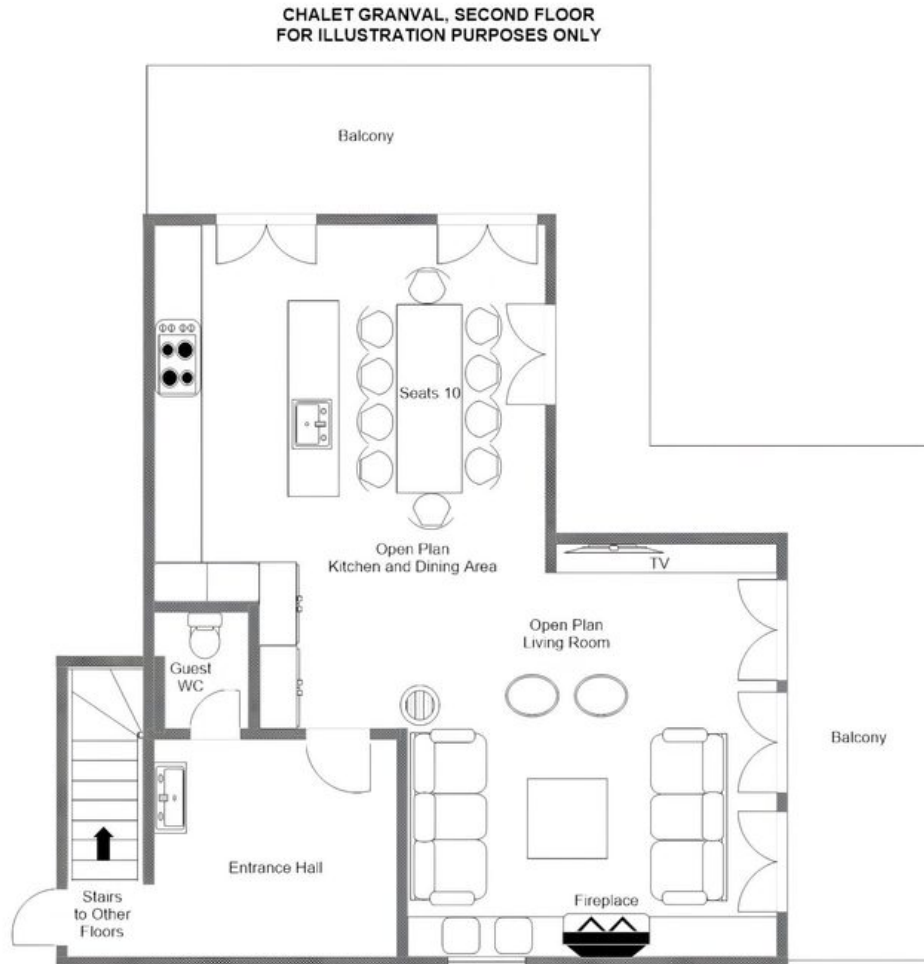 CHALET GRANVAL, SECOND FLOOR
FOR ILLUSTRATION PURPOSES ONLY
Balcony
Seats 10
Open Plan
Kitchen and Dining Area
TV
Open Plan
Living Room
Guest
WC
Balcony
Entrance Hall
Stairs
to Other
Floors
Fireplace